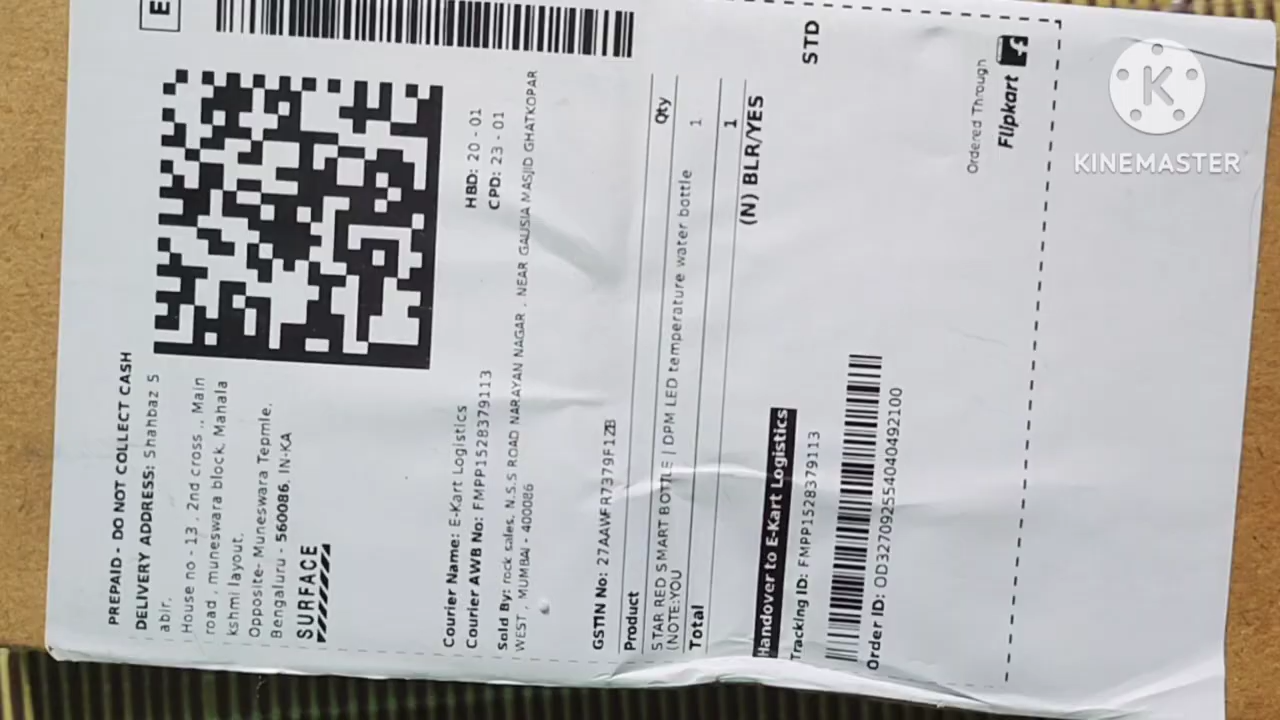 E
PREPAID - DO NOT COLLECT CASH
DELIVERY ADDRESS: Shahbaz S
abir,
House no - 13 , 2nd cross ., Main
road , muneswara block, Mahala
kshmi layout,
Opposite- Muneswara Tepmle,
Bengaluru - 560086, IN-KA
SURFACE
HBD: 20 - 01
CPD: 23 - 01
Courier Name: E-Kart Logistics
Courier AWB No: FMPP1528379113
Sold By: rock sales, N.S.S ROAD NARAYAN NAGAR , NEAR GAUSIA MASJID GHATKOPAR
WEST , MUMBAI - 400086
GSTIN No: 27AAWFR7379F1ZB
Product Qty
STAR RED SMART BOTTLE | DPM LED temperature water bottle 1
(NOTE:YOU
Total 1
(N) BLR/YES
Handover to E-Kart Logistics
STD
Tracking ID: FMPP1528379113
Order ID: OD327092554040492100
Ordered Through
Flipkart
K
KINEMASTER